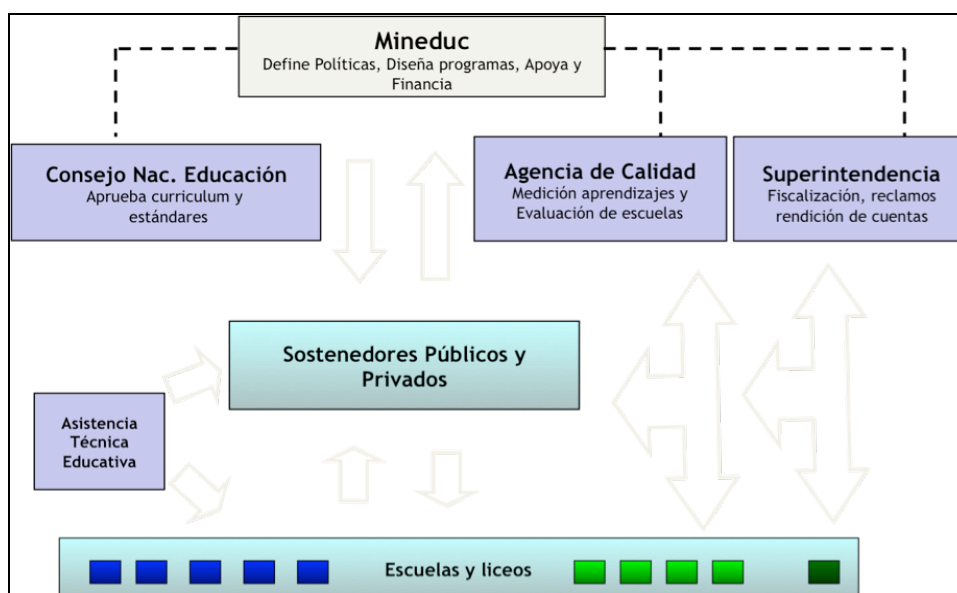 Mineduc
Define Políticas, Diseña programas, Apoya y
Financia
Consejo Nac. Educación
Aprueba curriculum y
estándares
Agencia de Calidad
Medición aprendizajes y
Evaluación de escuelas
Superintendencia
Fiscalización, reclamos
rendición de cuentas
Sostenedores Públicos y
Privados
Asistencia
Técnica
Educativa
Escuelas y liceos